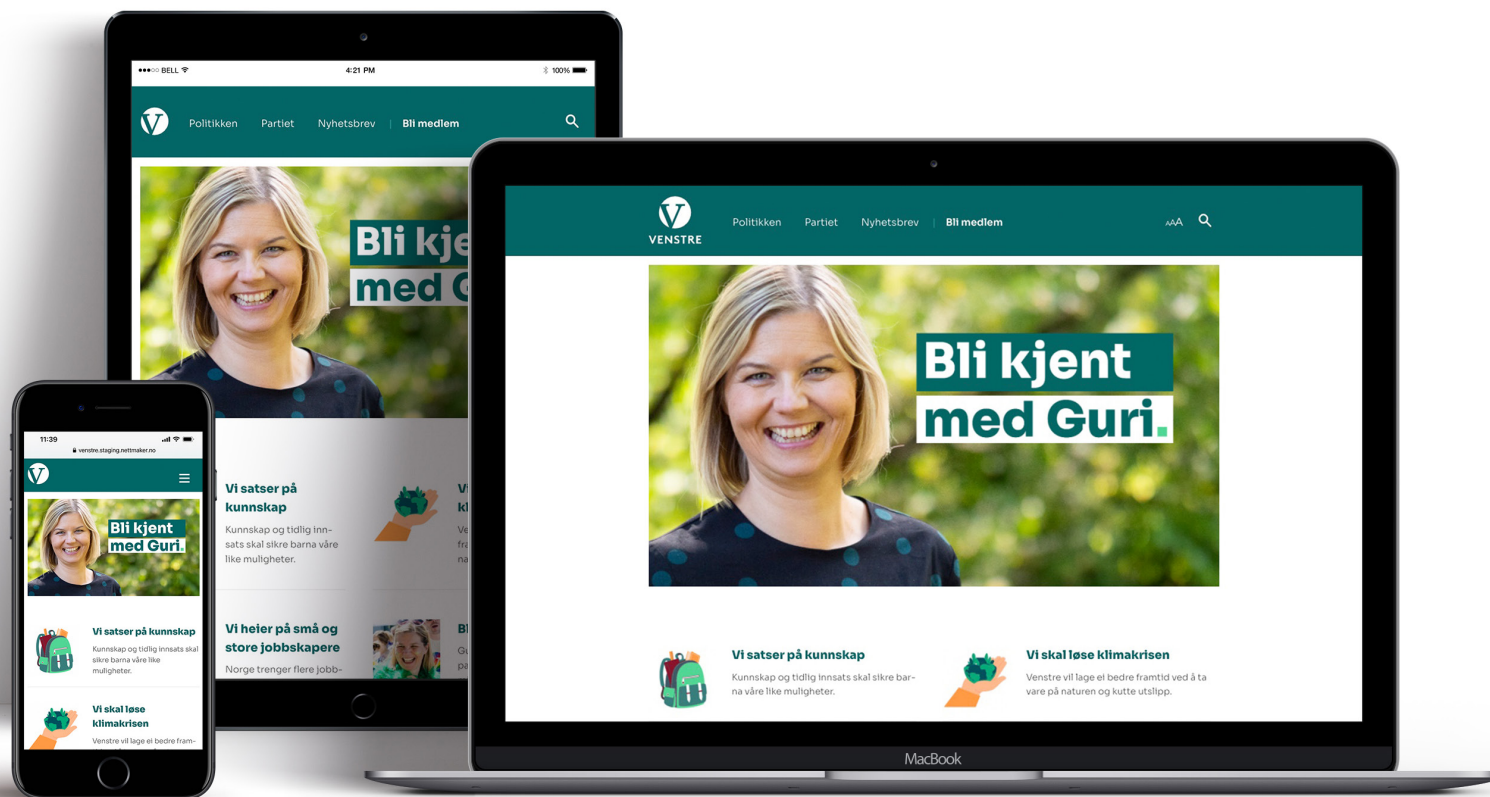 BELL
4:21 PM
100%
V
Politikken Partiet Nyhetsbrev | Bli medlem
Bli kje
med G
Vi satser på
kunnskap
Kunnskap og tidlig inn-
sats skal sikre barna våre
like muligheter.
Vi heier på små og
store jobbskapere
Norge trenger flere jobb-
11:39
venstre.staging.nettmaker.no
V
Bli kjent
med Guri.
Vi satser på kunnskap
Kunnskap og tidlig innsats skal
sikre barna våre like
muligheter.
Vi skal løse
klimakrisen
Venstre vil lage ei bedre fram-
V
VENSTRE
Politikken Partiet Nyhetsbrev | Bli medlem
AAA
Bli kjent
med Guri.
Vi satser på kunnskap
Kunnskap og tidlig innsats skal sikre bar-
na våre like muligheter.
Vi skal løse klimakrisen
Venstre vil lage ei bedre framtid ved å ta
vare på naturen og kutte utslipp.
MacBook